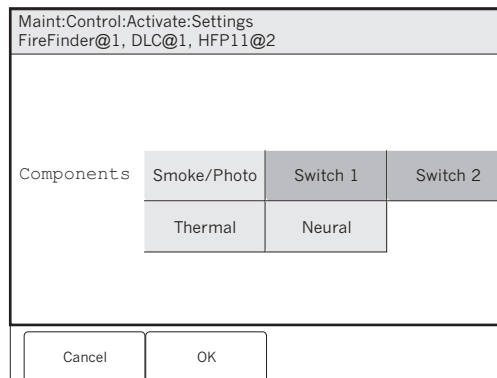 Maint:Control:Activate:Settings
FireFinder@1, DLC@1, HFP11@2
Components Smoke/Photo Switch 1 Switch 2
Thermal Neural
Cancel OK